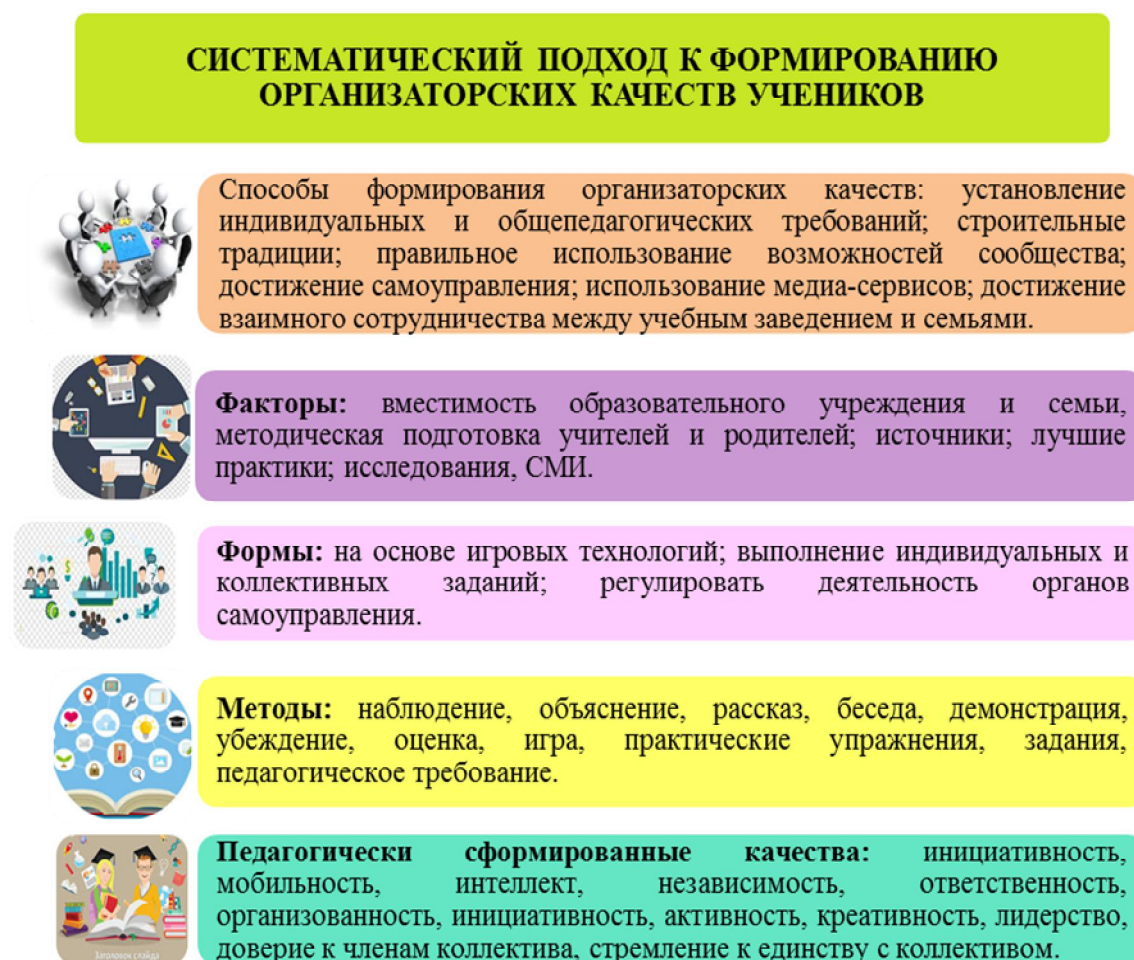 СИСТЕМАТИЧЕСКИЙ ПОДХОД К ФОРМИРОВАНИЮ
ОРГАНИЗАТОРСКИХ КАЧЕСТВ УЧЕНИКОВ
Способы формирования организаторских качеств: установление
индивидуальных и общепедагогических требований; строительные
традиции; правильное использование возможностей сообщества;
достижение самоуправления; использование медиа-сервисов; достижение
взаимного сотрудничества между учебным заведением и семьями.
Факторы: вместимость образовательного учреждения и семьи,
методическая подготовка учителей и родителей; источники; лучшие
практики; исследования, СМИ.
Формы: на основе игровых технологий; выполнение индивидуальных и
коллективных заданий; регулировать деятельность органов
самоуправления.
Методы: наблюдение, объяснение, рассказ, беседа, демонстрация,
убеждение, оценка, игра, практические упражнения, задания,
педагогическое требование.
Педагогически сформированные качества: инициативность,
мобильность, интеллект, независимость, ответственность,
организованность, инициативность, активность, креативность, лидерство,
доверие к членам коллектива, стремление к единству с коллективом.
Заголовок слайда